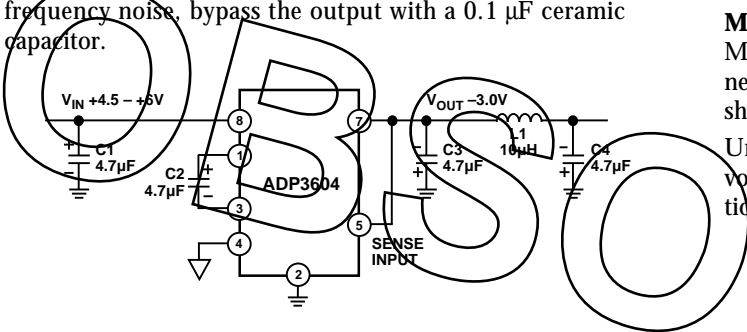 frequency noise, bypass the output with a 0.1 µF ceramic
capacitor.
VIN +4.5 – +6V
VOUT –3.0V
8
7
L1
10µH
C1
4.7µF
+
–
1
C2
4.7µF
+
–
ADP3604
C3
4.7µF
–
+
C4
4.7µF
–
+
3
5
SENSE
INPUT
4
2
M
M
ne
sh
Un
vo
tio
OBSO